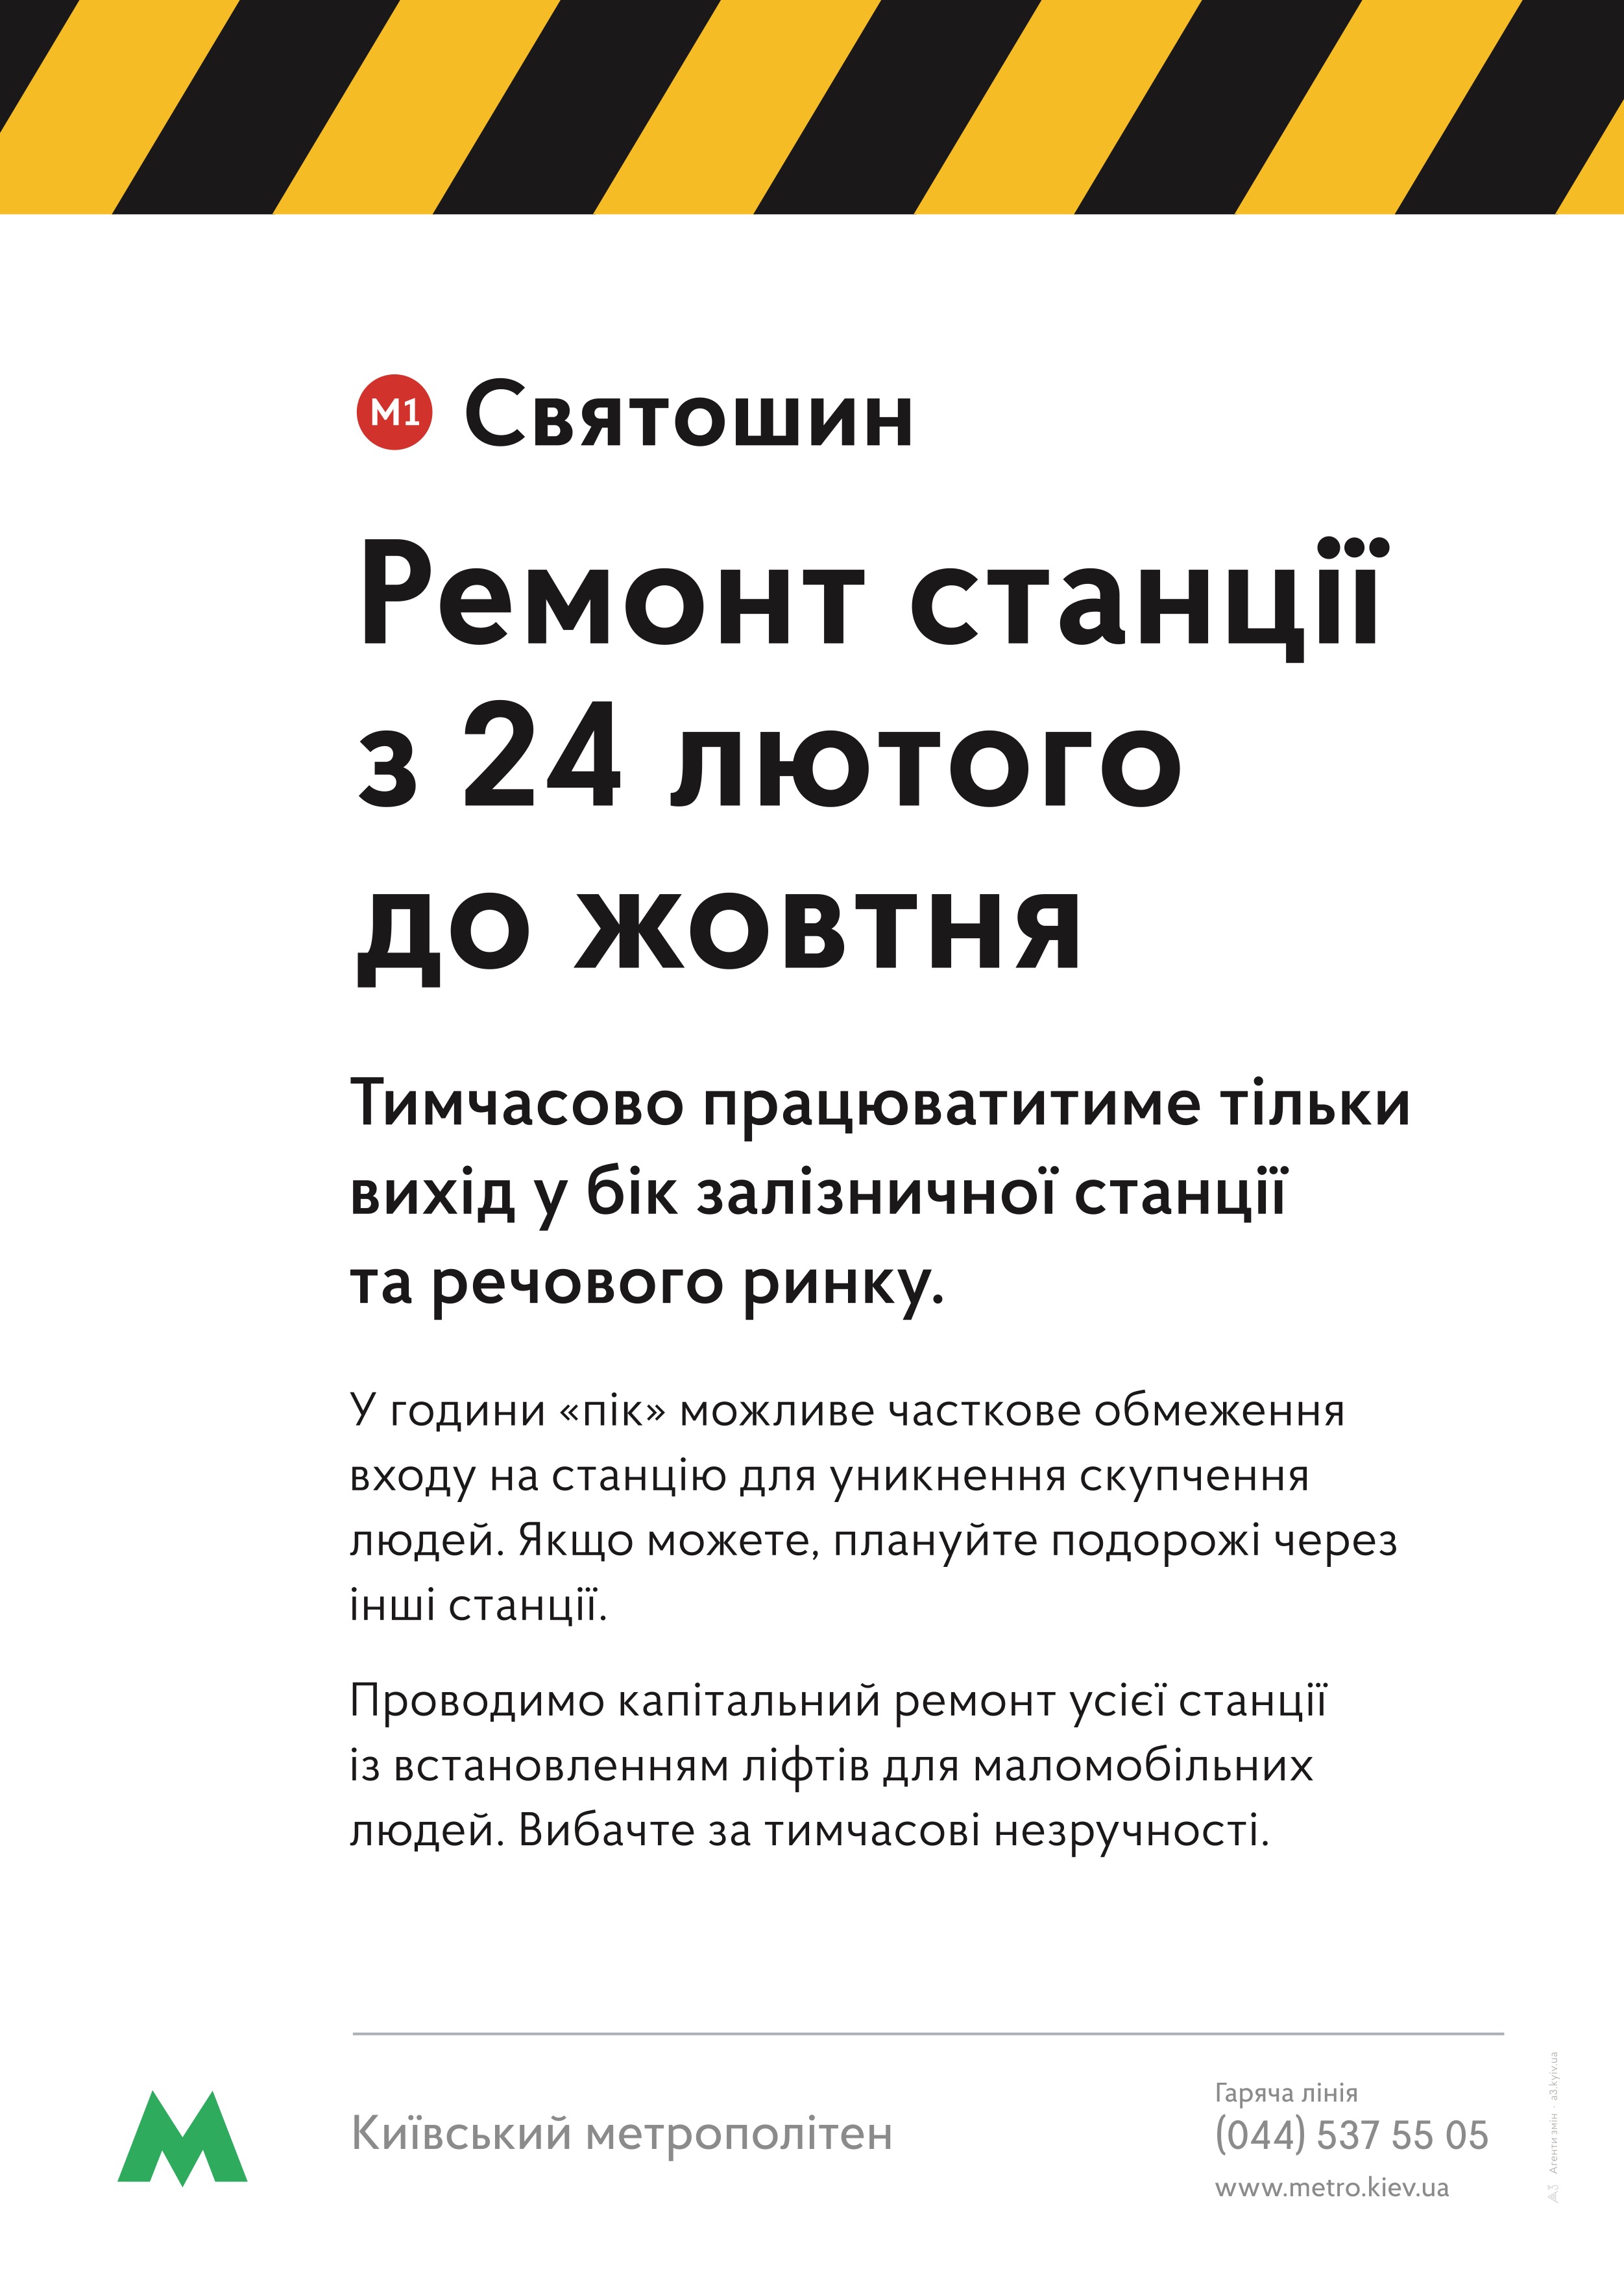 М1 Святошин
Ремонт станції
з 24 лютого
до жовтня
Тимчасово працюватитиме тільки
вихід у бік залізничної станції
та речового ринку.
У години «пік» можливе часткове обмеження
входу на станцію для уникнення скупчення
людей. Якщо можете, плануйте подорожі через
інші станції.
Проводимо капітальний ремонт усієї станції
із встановленням ліфтів для маломобільних
людей. Вибачте за тимчасові незручності.
Київський метрополітен
Гаряча лінія
(044) 537 55 05
www.metro.kiev.ua
Агенти змін · a3.kyiv.ua